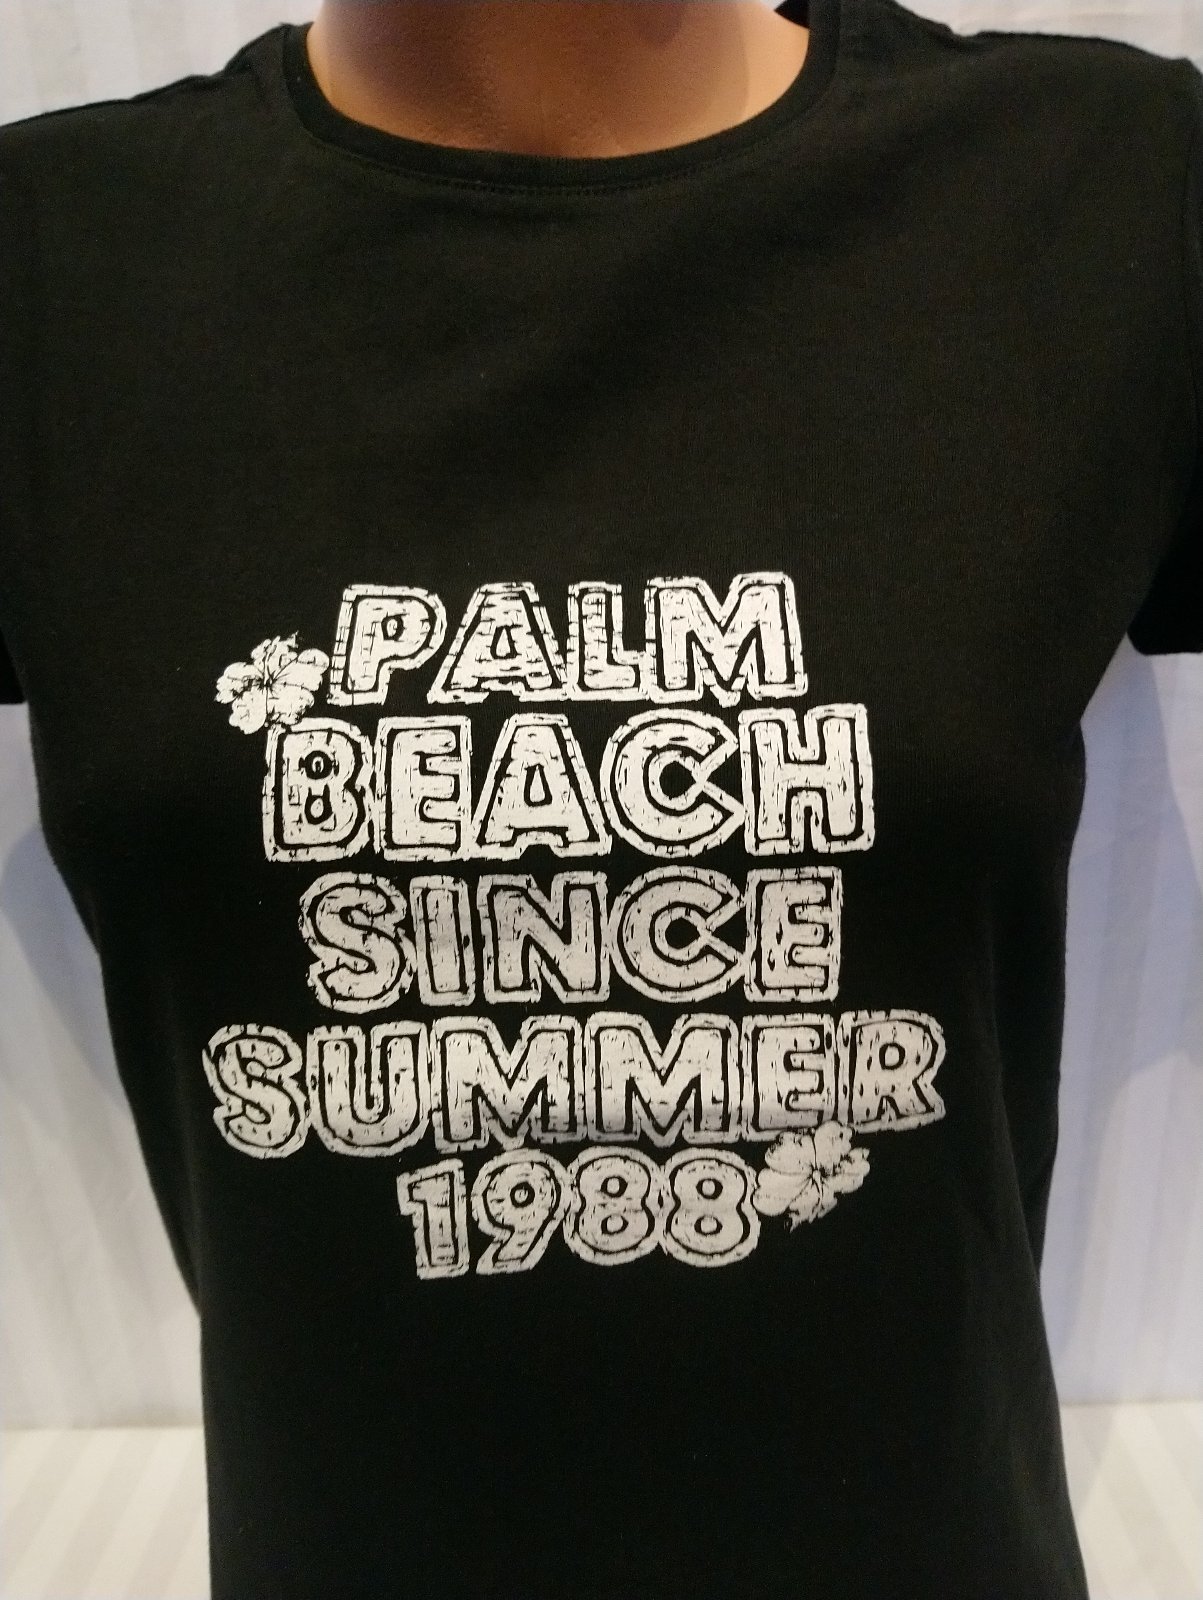 PALM
BEACH
SINCE
SUMMER
1988